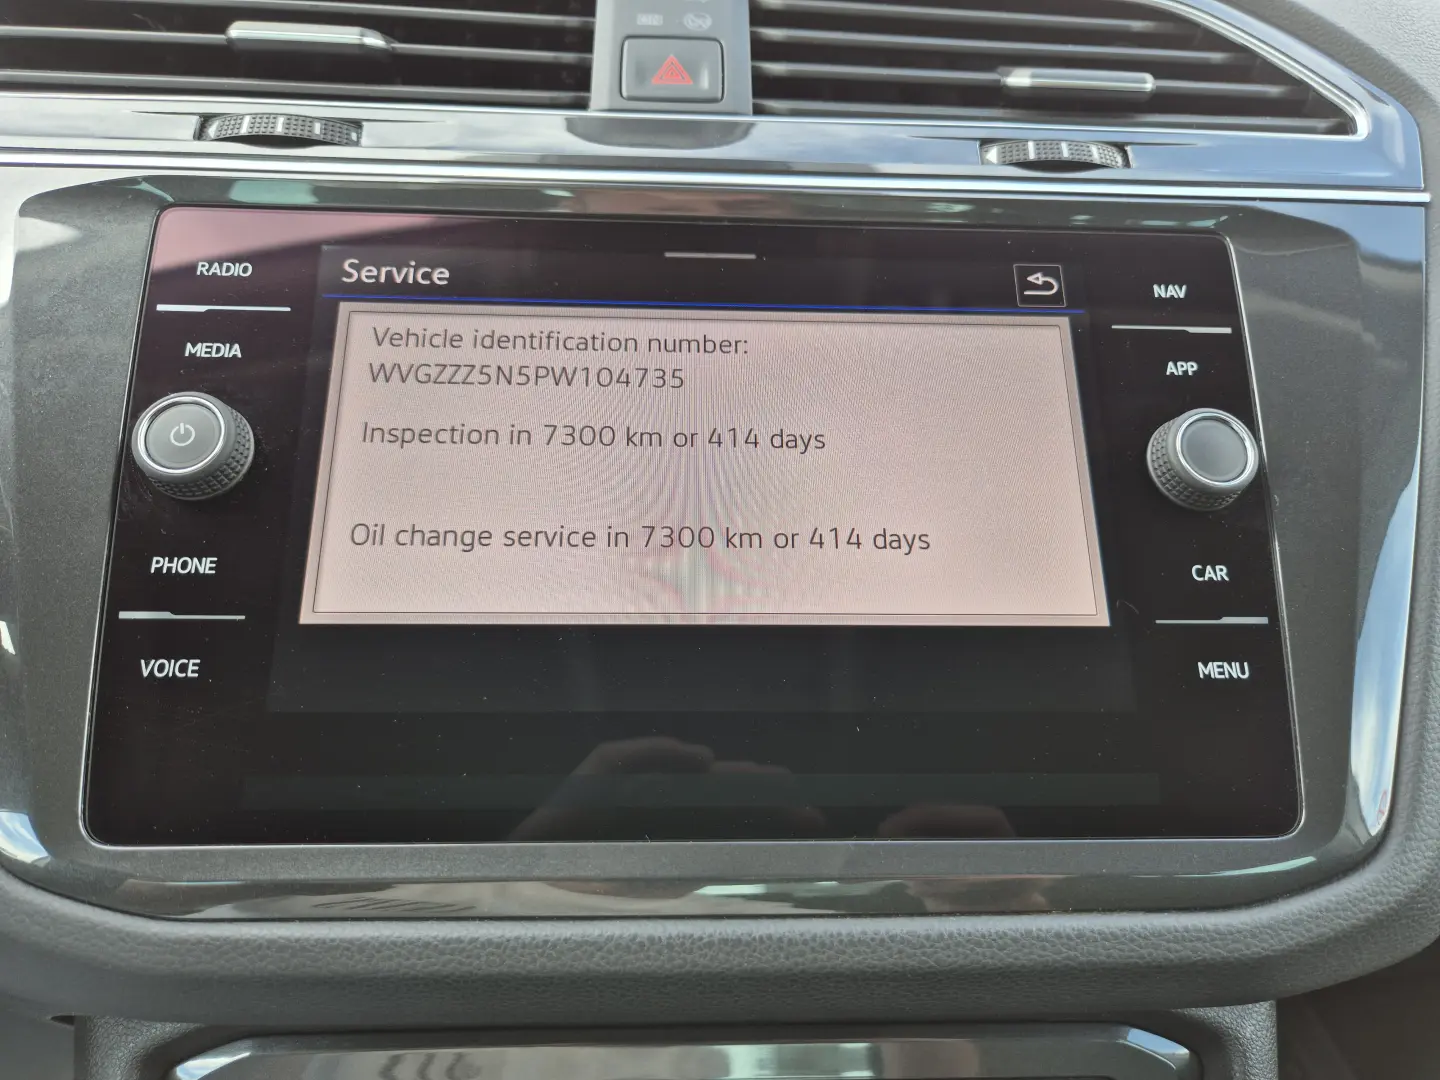 RADIO
MEDIA
PHONE
VOICE
Service
Vehicle identification number:
WVGZZZ5N5PW104735
Inspection in 7300 km or 414 days
Oil change service in 7300 km or 414 days
NAV
APP
CAR
MENU